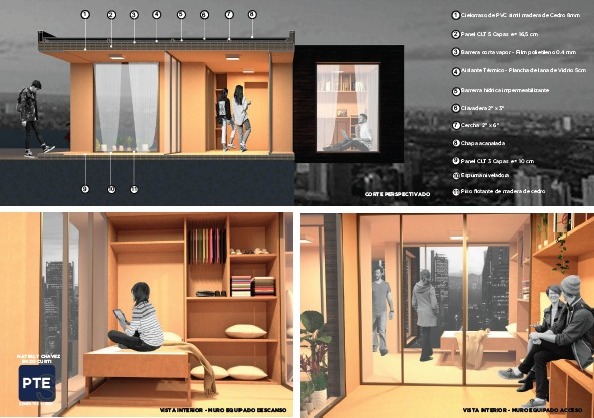 1 2 3 4 5 6 7 8
1 Cielorraso de PVC simil madera de Cedro 8mm
2 Panel CLT 5 Capas e= 16,5 cm
3 Barrera corta vapor - Film polietileno 0.4 mm
4 Aislante Térmico - Plancha de lana de Vidrio 5cm
5 Barrera hídrica impermeabilizante
6 Clavadera 2" x 3"
7 Cercha 2" x 6"
8 Chapa acanalada
9 Panel CLT 3 Capas e= 10 cm
10 Espuma niveladora
11 Piso flotante de madera de cedro
9 10 11
CORTE PERSPECTIVADO
PTE
VISTA INTERIOR - MURO EQUIPADO DESCANSO
VISTA INTERIOR - MURO EQUIPADO ACCESO